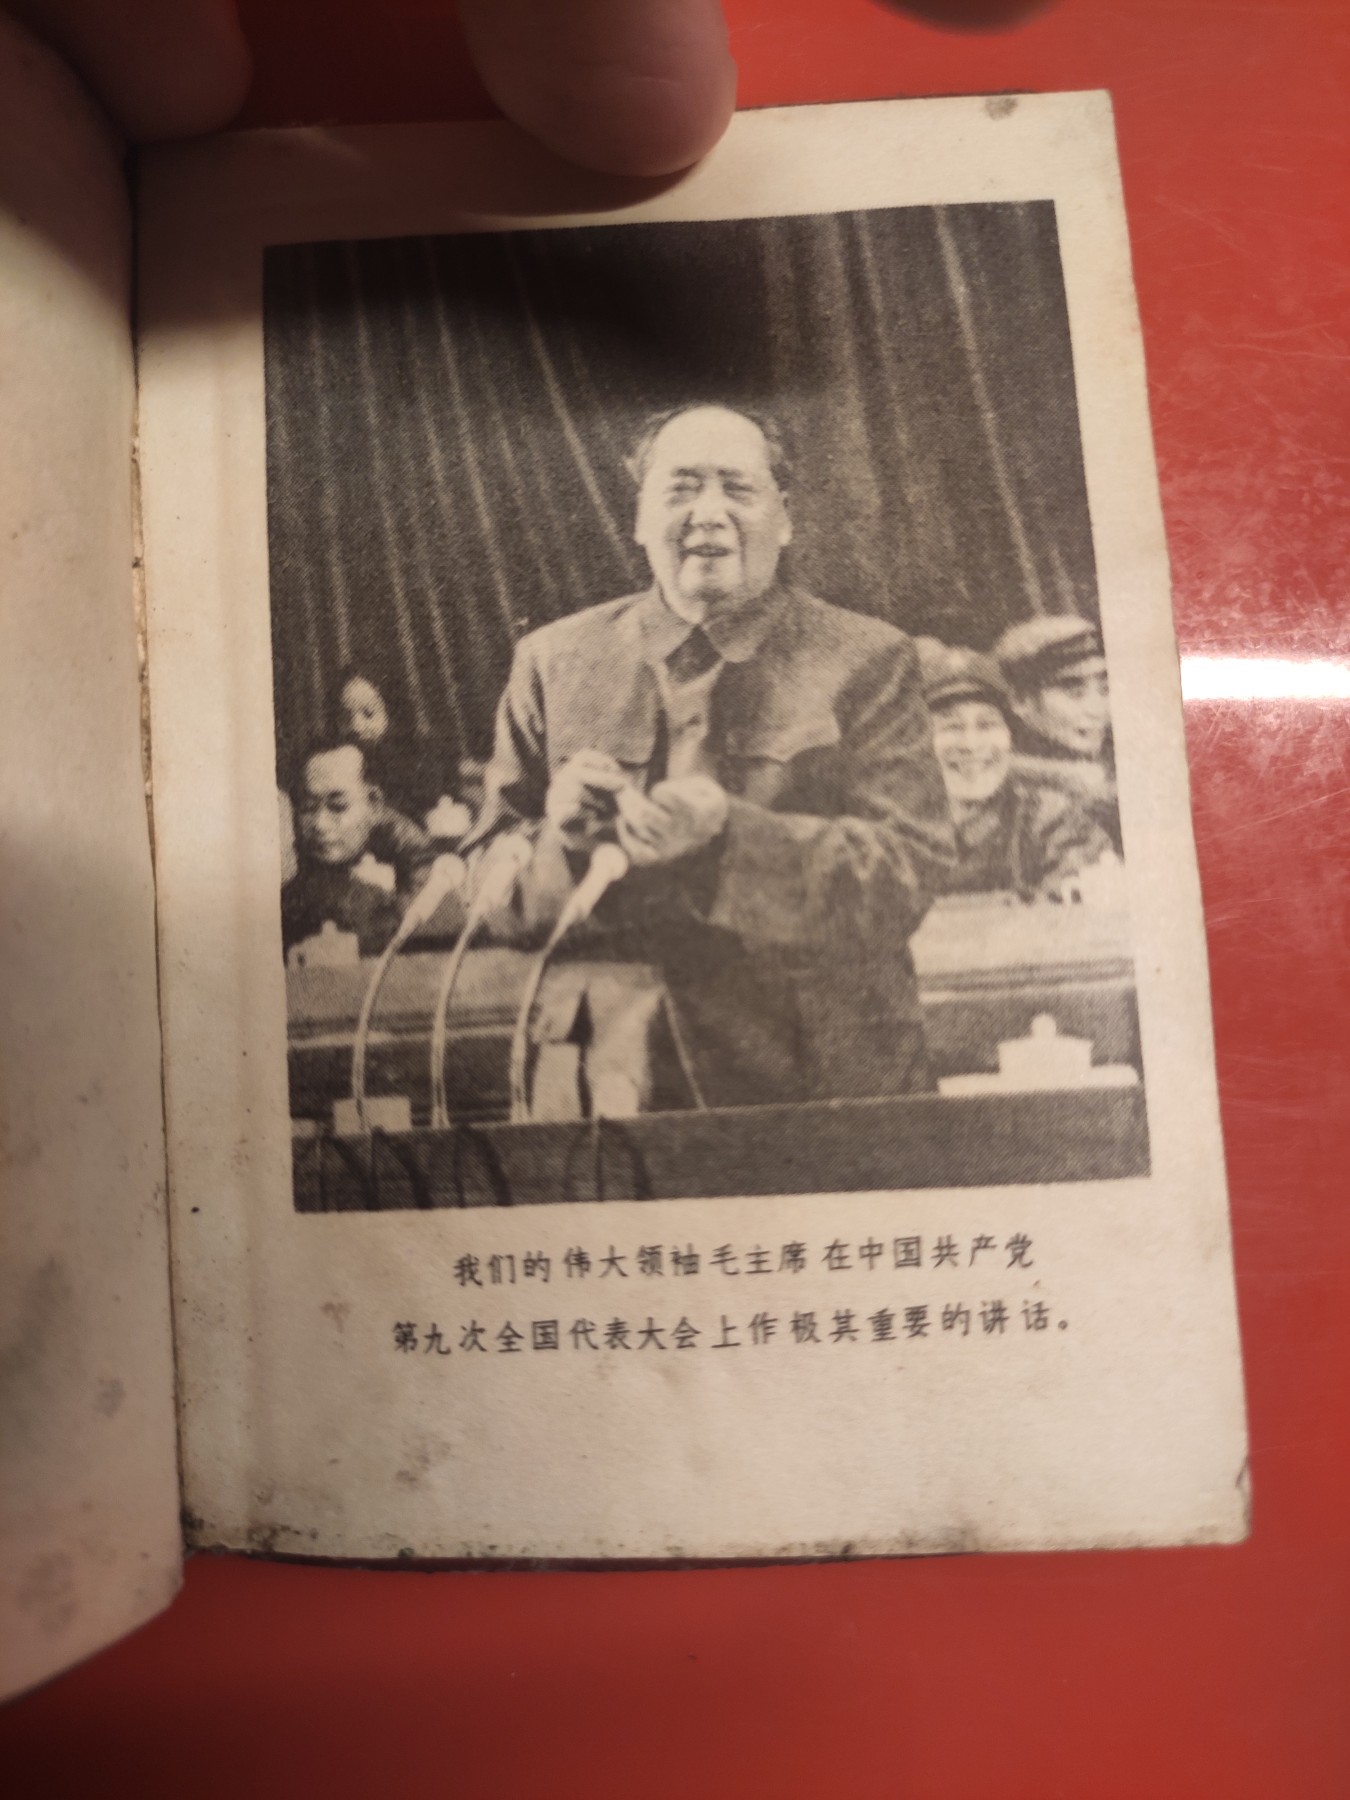 我们的伟大领袖毛主席在中国共产党
第九次全国代表大会上作极其重要的讲话。